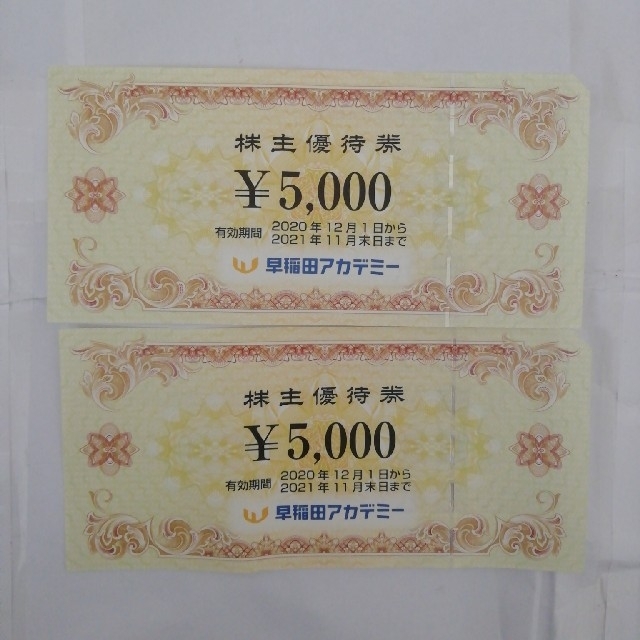 株主優待券
¥5,000
有効期間 2020年12月1日から
2021年11月末日まで
早稲田アカデミー
株主優待券
¥5,000
有効期間 2020年12月1日から
2021年11月末日まで
早稲田アカデミー